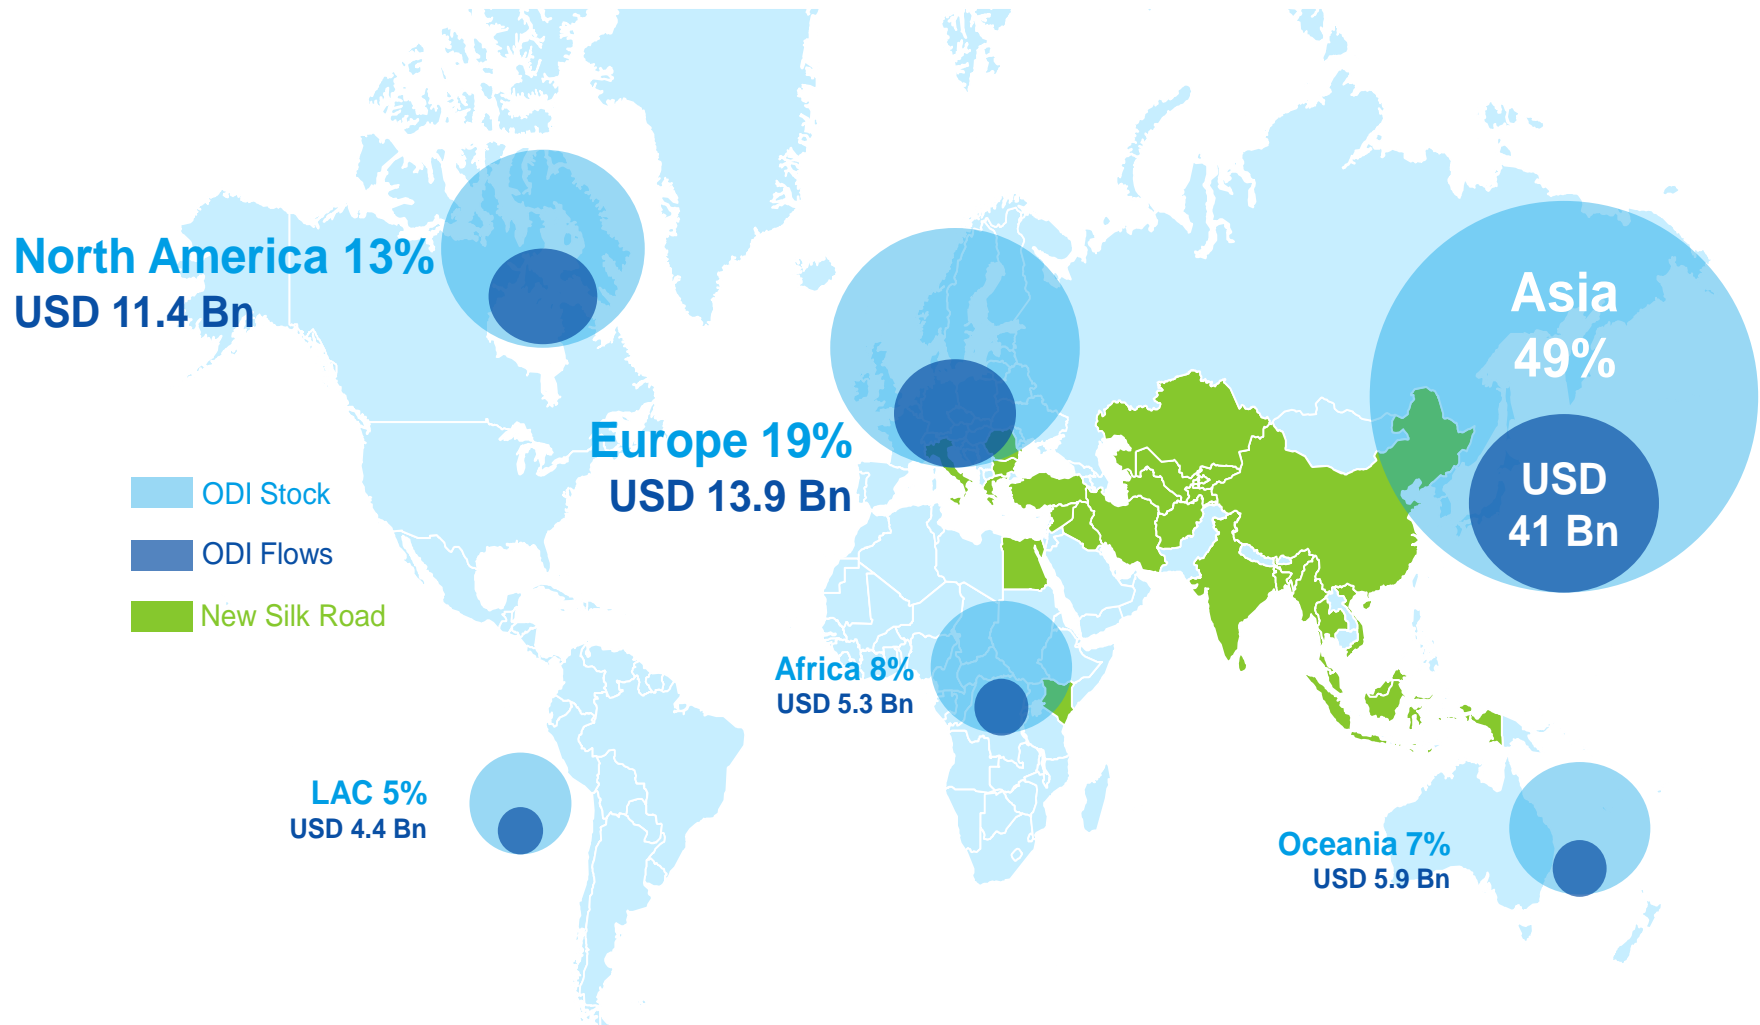 North America 13%
USD 11.4 Bn
Europe 19%
USD 13.9 Bn
Asia
49%
USD
41 Bn
ODI Stock
ODI Flows
New Silk Road
Africa 8%
USD 5.3 Bn
LAC 5%
USD 4.4 Bn
Oceania 7%
USD 5.9 Bn